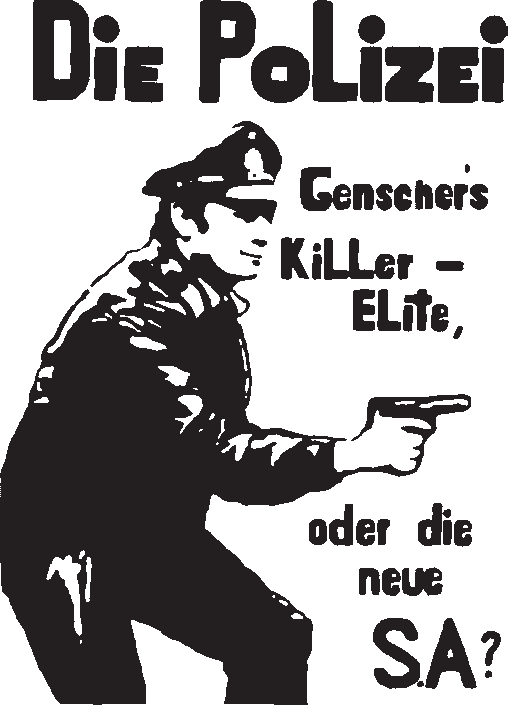 DiE PoLizEi
Genscher's
KiLLer –
ELite,
oder die
neue
S.A?